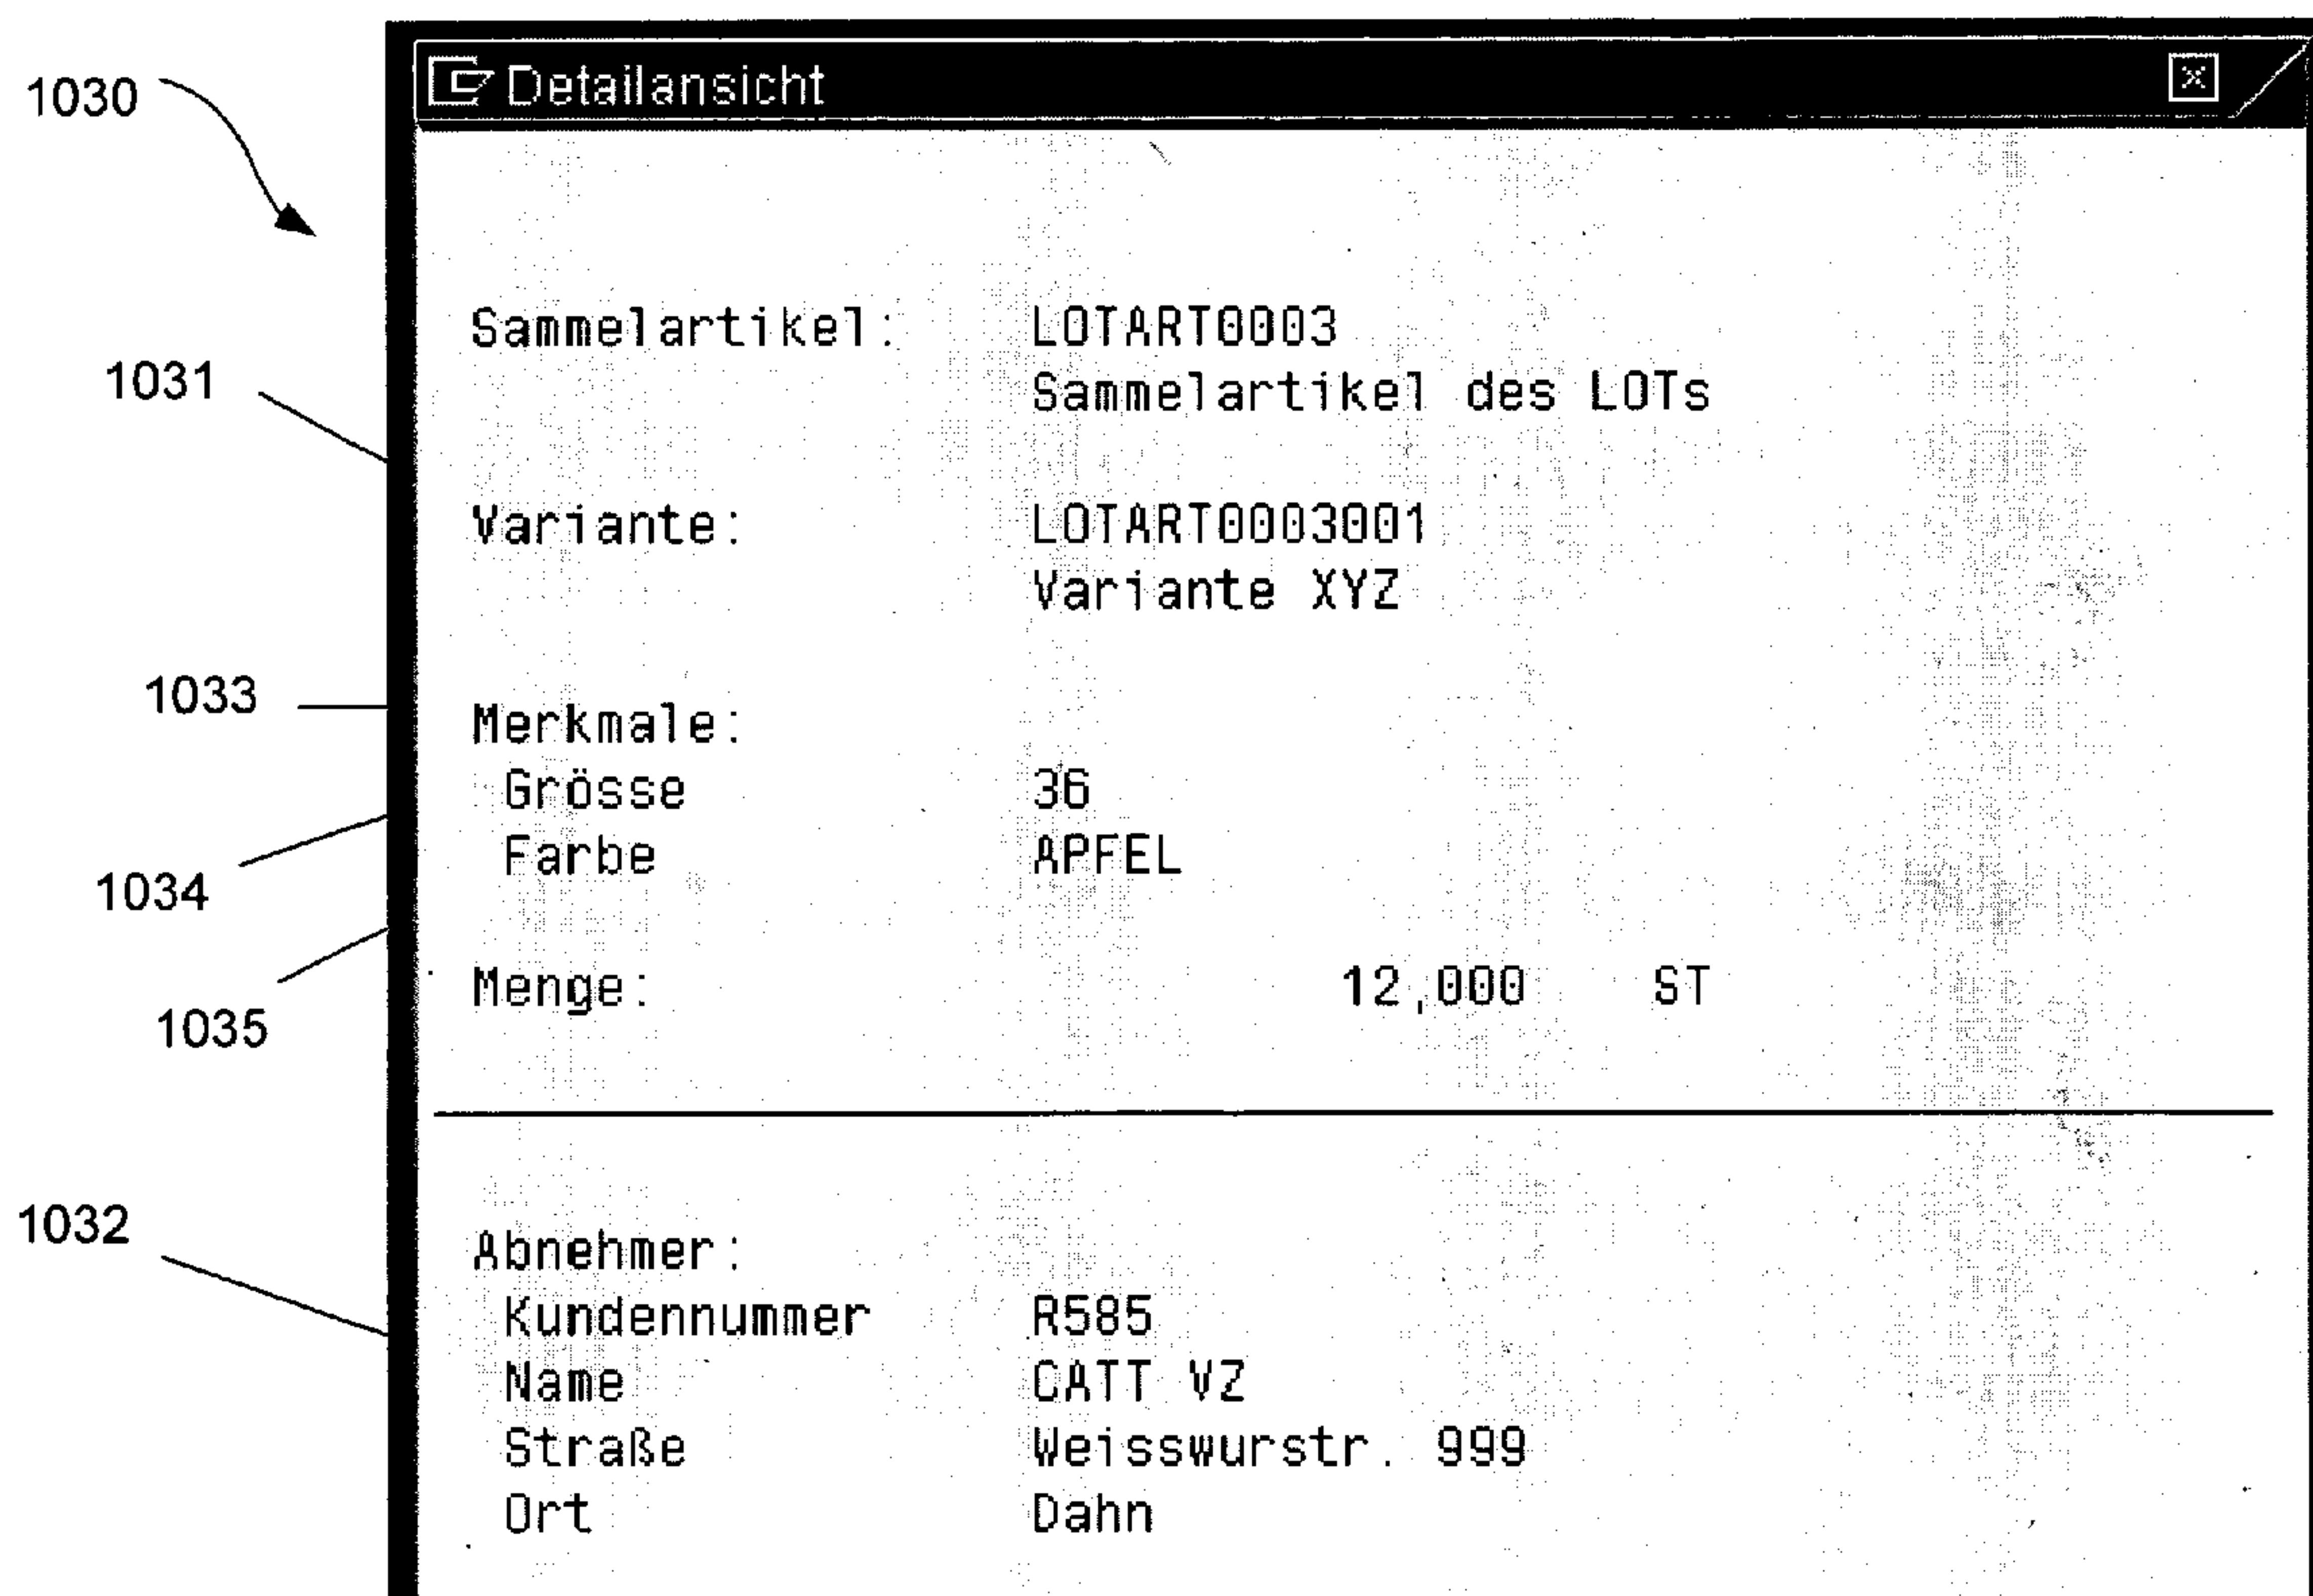 1030
Detailansicht
Sammelartikel: LOTART0003
1031
Sammelartikel des LOTs
Variante: LOTART0003001
Variante XYZ
1033
Merkmale:
Grösse 36
Farbe APFEL
1034
Menge: 12,000 ST
1035
1032
Abnehmer:
Kundennummer R585
Name CATT VZ
Straße Weisswurstr. 999
Ort Dahn